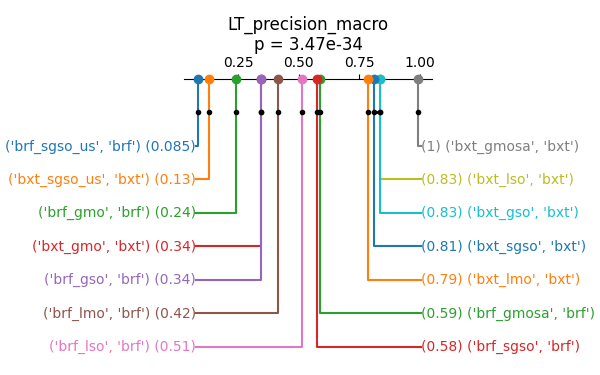 LT_precision_macro
p = 3.47e-34
0.25 0.50 0.75 1.00
('brf_sgso_us', 'brf') (0.085) (1) ('bxt_gmosa', 'bxt')
('bxt_sgso_us', 'bxt') (0.13) (0.83) ('bxt_lso', 'bxt')
('brf_gmo', 'brf') (0.24) (0.83) ('bxt_gso', 'bxt')
('bxt_gmo', 'bxt') (0.34) (0.81) ('bxt_sgso', 'bxt')
('brf_gso', 'brf') (0.34) (0.79) ('bxt_lmo', 'bxt')
('brf_lmo', 'brf') (0.42) (0.59) ('brf_gmosa', 'brf')
('brf_lso', 'brf') (0.51) (0.58) ('brf_sgso', 'brf')